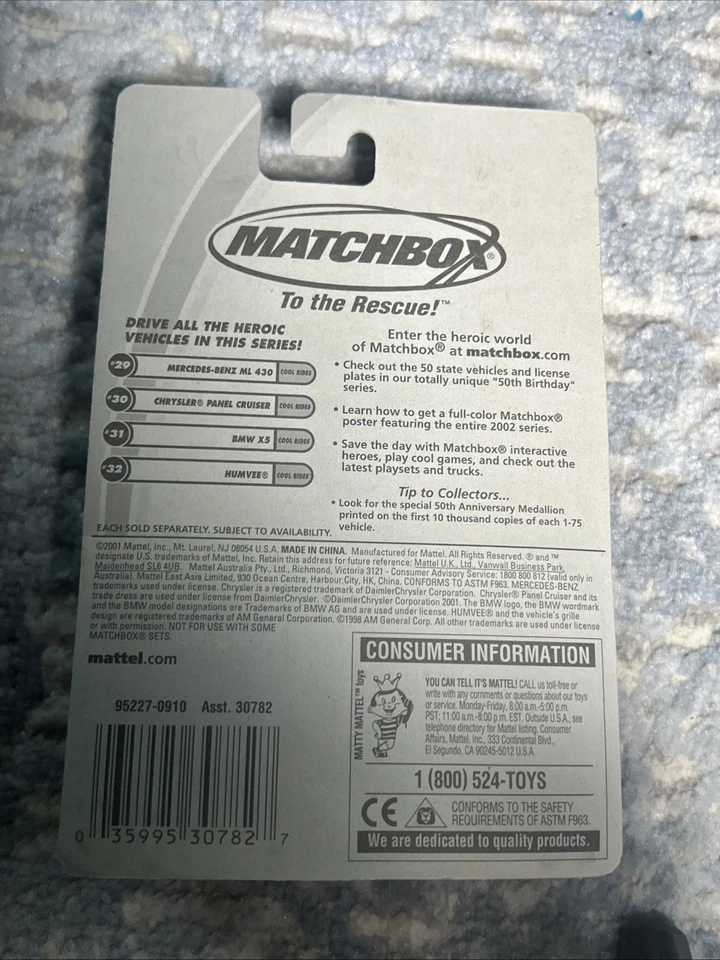 MATCHBOX®
To the Rescue!™
DRIVE ALL THE HEROIC
VEHICLES IN THIS SERIES!
#29 MERCEDES-BENZ ML 430 COOL RIDES
#30 CHRYSLER® PANEL CRUISER COOL RIDES
#31 BMW X5 COOL RIDES
#32 HUMVEE® COOL RIDES
EACH SOLD SEPARATELY. SUBJECT TO AVAILABILITY.
Enter the heroic world
of Matchbox® at matchbox.com
• Check out the 50 state vehicles and license
plates in our totally unique "50th Birthday"
series.
• Learn how to get a full-color Matchbox®
poster featuring the entire 2002 series.
• Save the day with Matchbox® interactive
heroes, play cool games, and check out the
latest playsets and trucks.
Tip to Collectors...
• Look for the special 50th Anniversary Medallion
printed on the first 10 thousand copies of each 1-75
vehicle.
©2001 Mattel, Inc., Mt. Laurel, NJ 08054 U.S.A. MADE IN CHINA. Manufactured for Mattel. All Rights Reserved. ® and ™
designate U.S. trademarks of Mattel, Inc. Retain this address for future reference: Mattel U.K., Ltd., Vanwall Business Park,
Maidenhead SL6 4UB. Mattel Australia Pty., Ltd., Richmond, Victoria 3121 - Consumer Advisory Service: 1800 800 812 (valid only in
Australia). Mattel East Asia Limited, 930 Ocean Centre, Harbour City, HK, China. CONFORMS TO ASTM F963. MERCEDES-BENZ
trademarks used under license. Chrysler is a registered trademark of DaimlerChrysler Corporation. Chrysler® Panel Cruiser and its
trade dress are used under license from DaimlerChrysler. ©DaimlerChrysler Corporation 2001. The BMW logo, the BMW wordmark
and the BMW model designations are Trademarks of BMW AG and are used under license. HUMVEE® and the vehicle's grille
design are registered trademarks of AM General Corporation. ©1998 AM General Corp. All other trademarks are used under license
or with permission. NOT FOR USE WITH SOME
MATCHBOX® SETS.
mattel.com
95227-0910 Asst. 30782
0 35995 30782 7
CONSUMER INFORMATION
MATTY MATTEL™ toys
YOU CAN TELL IT'S MATTEL! CALL us toll-free or
write with any comments or questions about our toys
or service. Monday-Friday, 8:00 a.m.-5:00 p.m.
PST; 11:00 a.m.-8:00 p.m. EST. Outside U.S.A., see
telephone directory for Mattel listing. Consumer
Affairs, Mattel, Inc., 333 Continental Blvd.,
El Segundo, CA 90245-5012 U.S.A.
1 (800) 524-TOYS
CE
CONFORMS TO THE SAFETY
REQUIREMENTS OF ASTM F963.
We are dedicated to quality products.